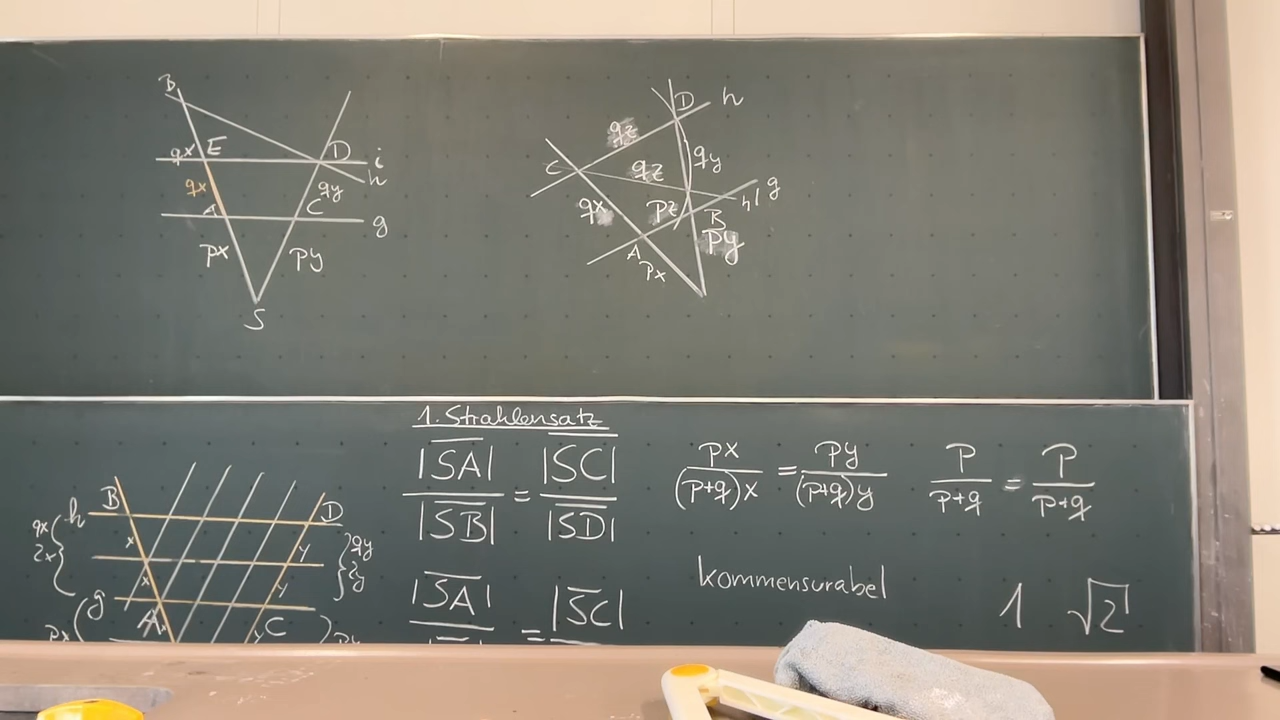 B
qx E D i
h
qx qy
A C g
px py
S
D h
qz
C qz qy
g
qx pz B h'
A py
px
1. Strahlensatz
|SA| / |SB| = |SC| / |SD|
px / (p+q)x = py / (p+q)y
p / p+q = p / p+q
|SA| = |SC|
kommensurabel
1 √2
B D
h
qx x y qy
2x 2y
x y
g
A x y C
px py